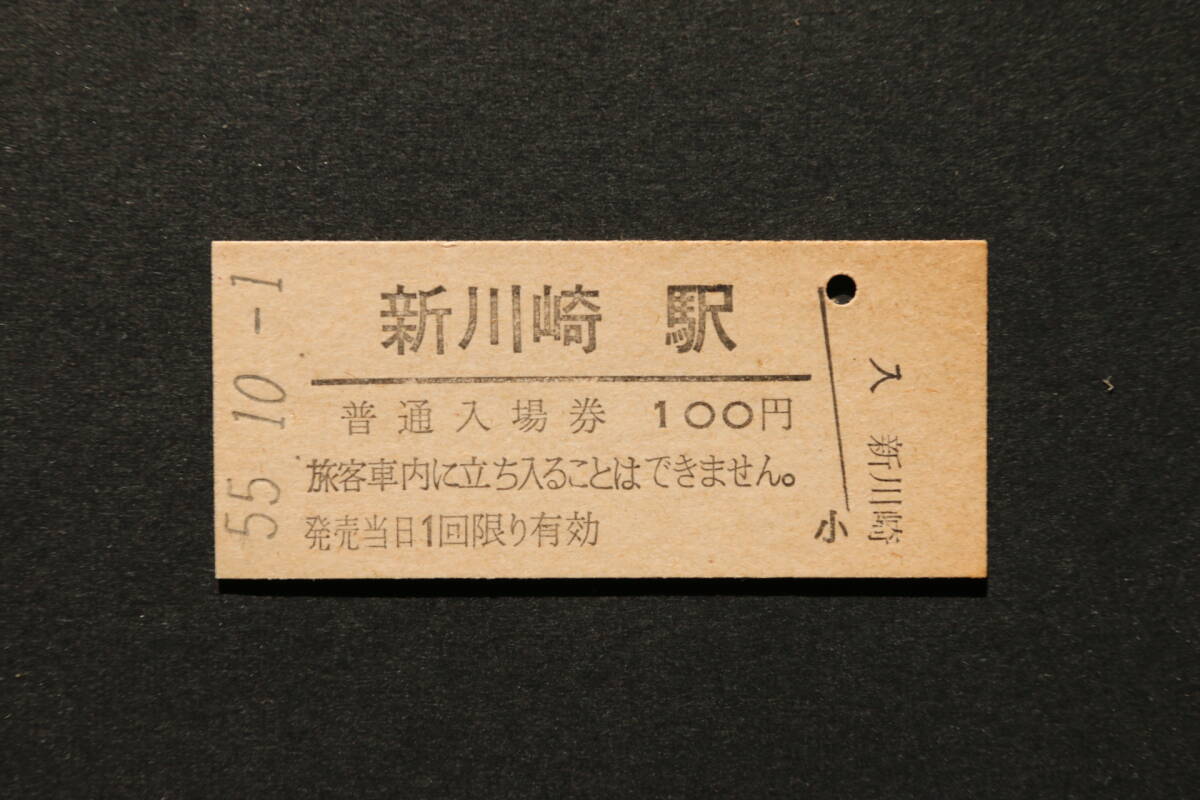 55 10 -1
新川崎 駅
普通入場券 100円
旅客車内に立ち入ることはできません。
発売当日1回限り有効
小
入 新川崎